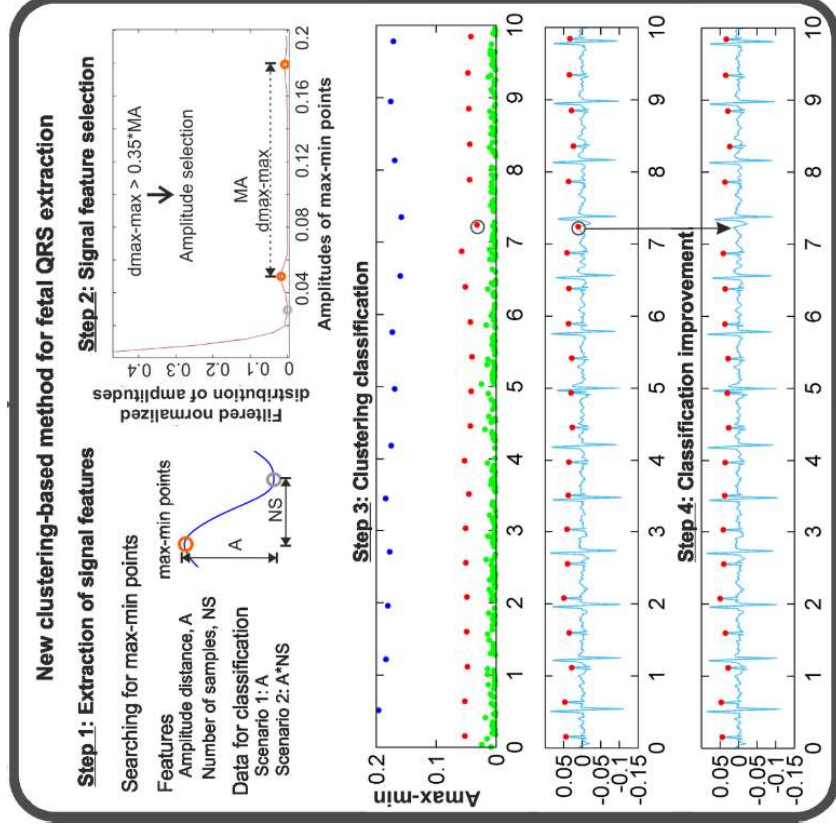 New clustering-based method for fetal QRS extraction
Step 1: Extraction of signal features
Searching for max-min points
Features
Amplitude distance, A
Number of samples, NS
Data for classification
Scenario 1: A
Scenario 2: A*NS
max-min points
A
NS
Step 2: Signal feature selection
Filtered normalized
distribution of amplitudes
0.4
0.3
0.2
0.1
0
dmax-max > 0.35*MA
Amplitude selection
MA
dmax-max
0.04 0.08 0.12 0.16 0.2
Amplitudes of max-min points
Step 3: Clustering classification
Amax-min
0.2
0.1
0
0 1 2 3 4 5 6 7 8 9 10
0.05
0
-0.05
-0.15
0 1 2 3 4 5 6 7 8 9 10
Step 4: Classification improvement
0.05
0
-0.05
-0.15
0 1 2 3 4 5 6 7 8 9 10